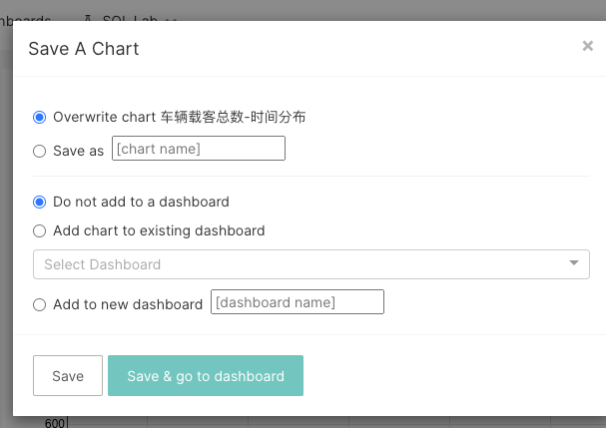 SQL Lab
Save A Chart
×
Overwrite chart 车辆载客总数-时间分布
Save as [chart name]
Do not add to a dashboard
Add chart to existing dashboard
Select Dashboard
Add to new dashboard [dashboard name]
Save Save & go to dashboard
600